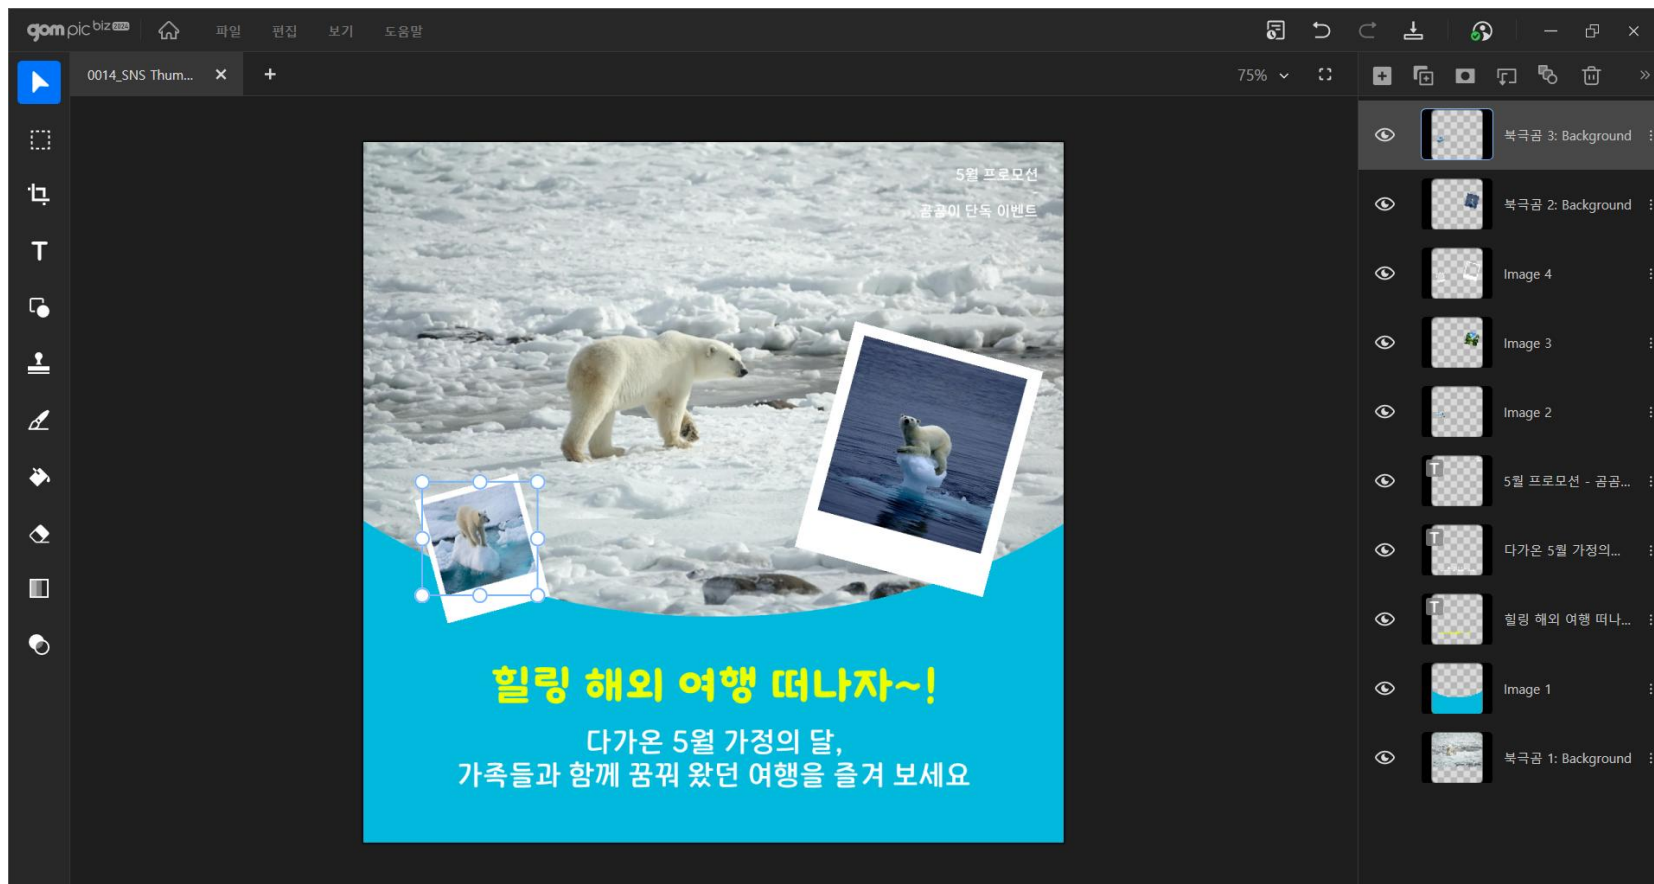 gom pic biz 2024
파일 편집 보기 도움말
0014_SNS Thum...
75%
5월 프로모션
-
곰곰이 단독 이벤트
힐링 해외 여행 떠나자~!
다가온 5월 가정의 달,
가족들과 함께 꿈꿔 왔던 여행을 즐겨 보세요
북극곰 3: Background
북극곰 2: Background
Image 4
Image 3
Image 2
T
5월 프로모션 - 곰곰...
T
다가온 5월 가정의...
T
힐링 해외 여행 떠나...
Image 1
북극곰 1: Background